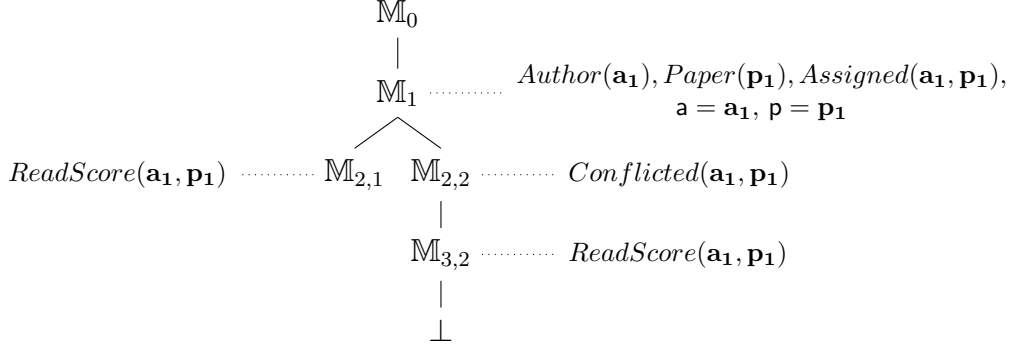 𝕄₀
𝕄₁ Author(𝐚₁), Paper(𝐩₁), Assigned(𝐚₁, 𝐩₁),
a = 𝐚₁, p = 𝐩₁
ReadScore(𝐚₁, 𝐩₁) 𝕄₂,₁ 𝕄₂,₂ Conflicted(𝐚₁, 𝐩₁)
𝕄₃,₂ ReadScore(𝐚₁, 𝐩₁)
⊥